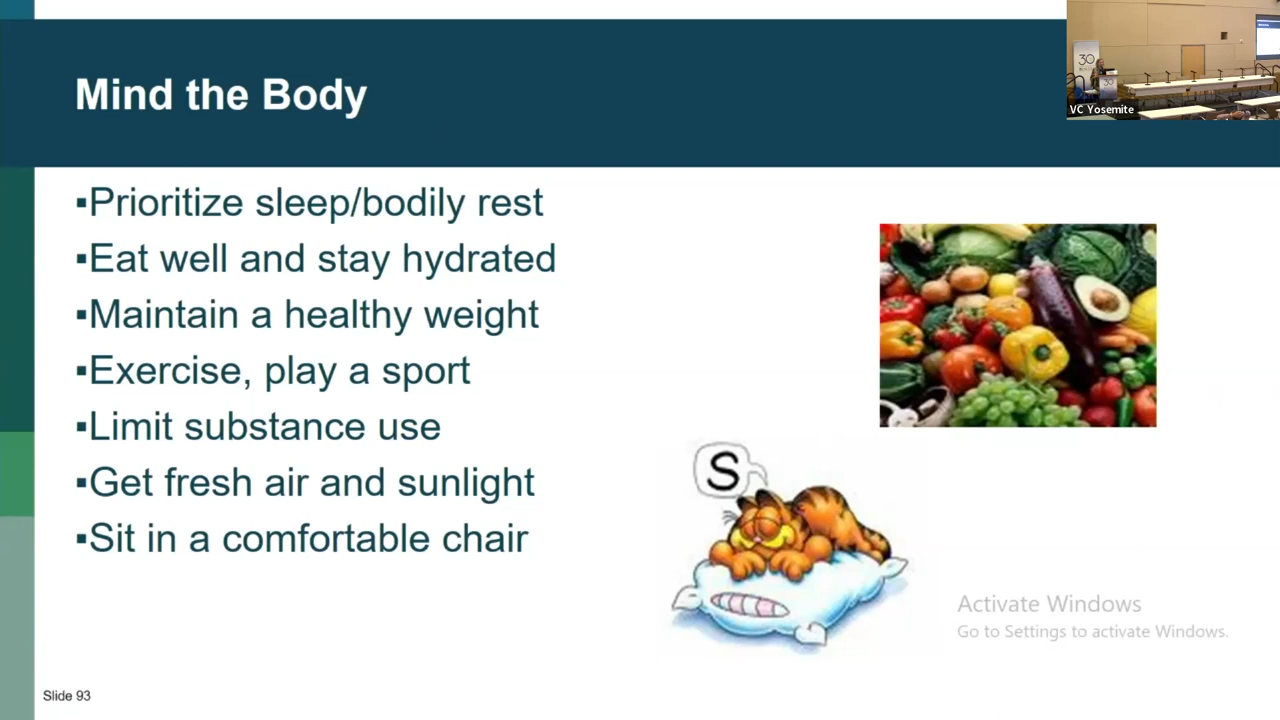 Mind the Body
30
30
VC Yosemite
▪Prioritize sleep/bodily rest
▪Eat well and stay hydrated
▪Maintain a healthy weight
▪Exercise, play a sport
▪Limit substance use
▪Get fresh air and sunlight
▪Sit in a comfortable chair
S
Activate Windows
Go to Settings to activate Windows.
Slide 93